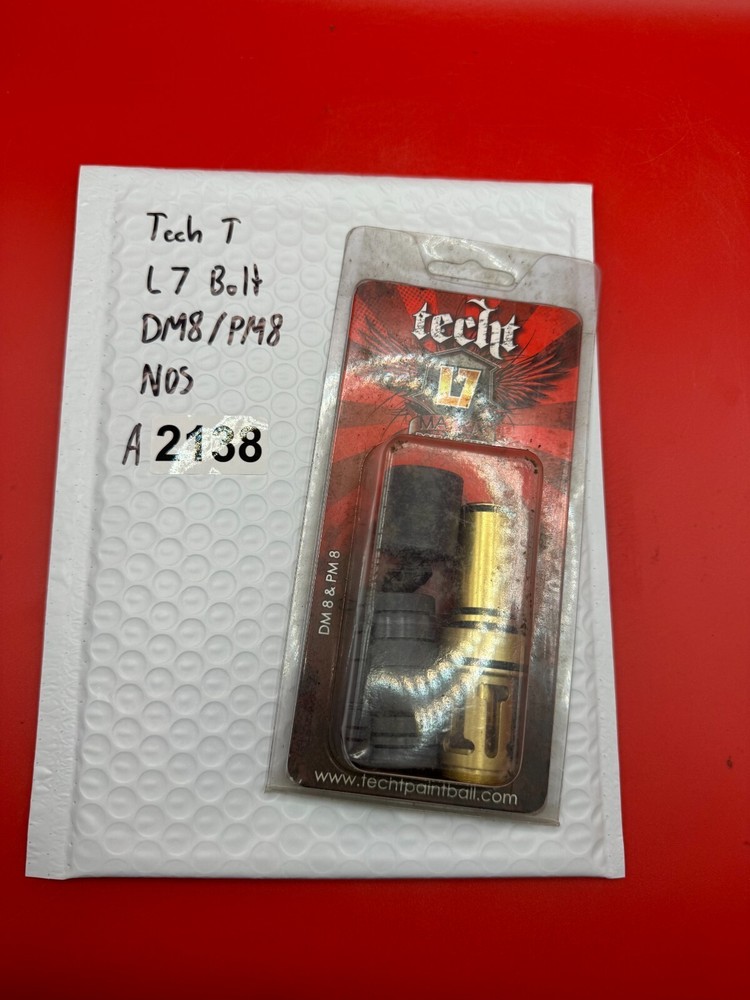 Tech T
L7 Bolt
DM8/PM8
NOS
A 2138
techt
L7
DM 8 & PM 8
www.techtpaintball.com